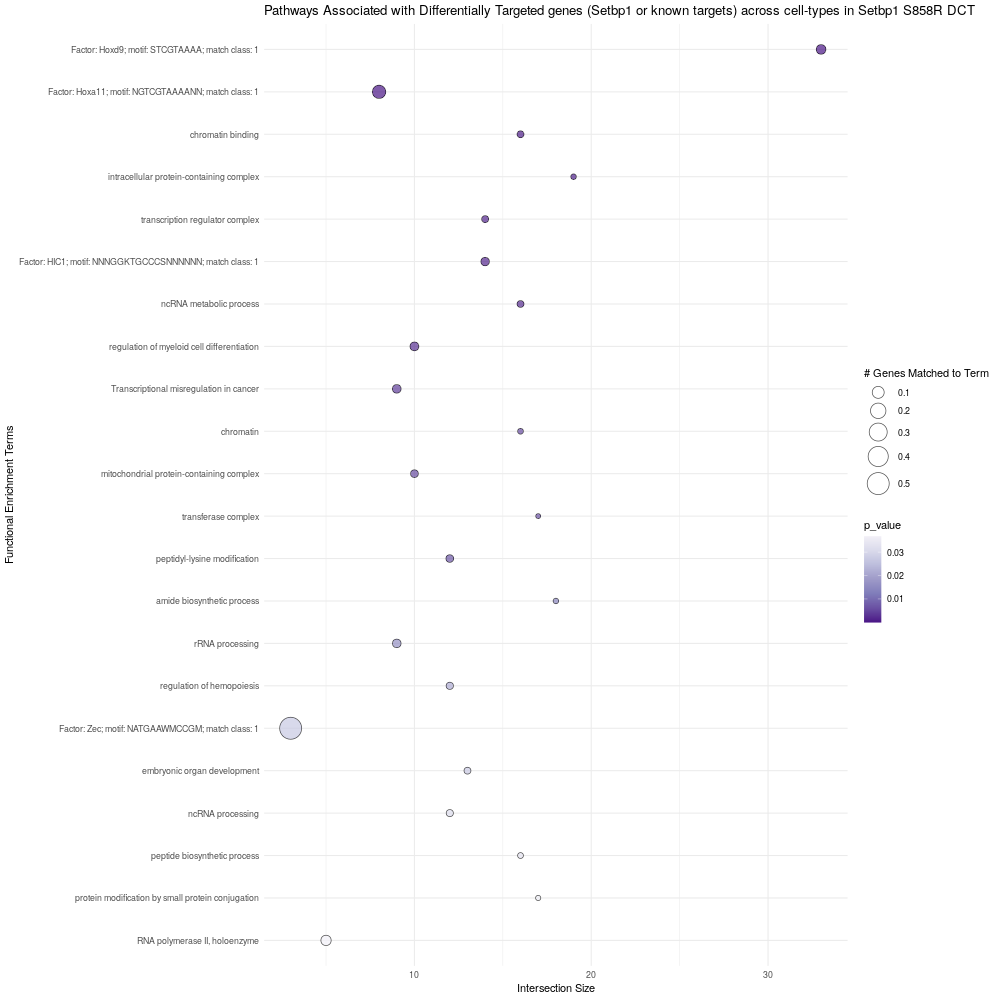 Pathways Associated with Differentially Targeted genes (Setbp1 or known targets) across cell-types in Setbp1 S858R DCT
Functional Enrichment Terms
Factor: Hoxd9; motif: STCGTAAAA; match class: 1
Factor: Hoxa11; motif: NGTCGTAAAANN; match class: 1
chromatin binding
intracellular protein-containing complex
transcription regulator complex
Factor: HIC1; motif: NNNGGKTGCCCSNNNNNN; match class: 1
ncRNA metabolic process
regulation of myeloid cell differentiation
Transcriptional misregulation in cancer
chromatin
mitochondrial protein-containing complex
transferase complex
peptidyl-lysine modification
amide biosynthetic process
rRNA processing
regulation of hemopoiesis
Factor: Zec; motif: NATGAAWMCCGM; match class: 1
embryonic organ development
ncRNA processing
peptide biosynthetic process
protein modification by small protein conjugation
RNA polymerase II, holoenzyme
10 20 30
Intersection Size
# Genes Matched to Term
0.1
0.2
0.3
0.4
0.5
p_value
0.03
0.02
0.01